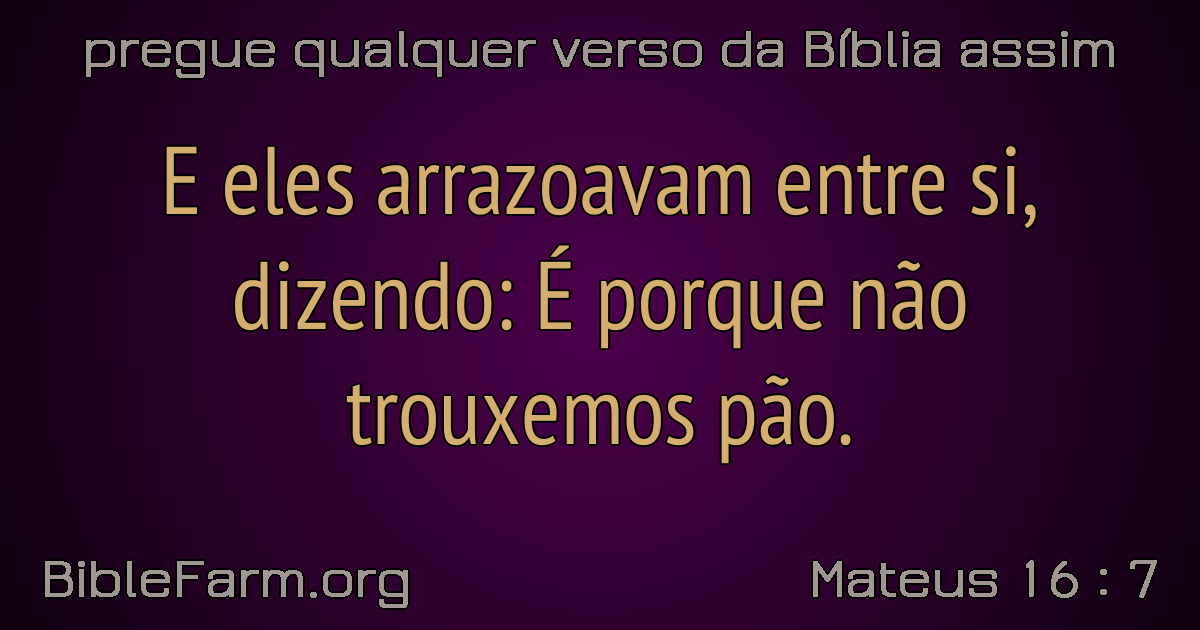 pregue qualquer verso da Bíblia assim
E eles arrazoavam entre si,
dizendo: É porque não
trouxemos pão.
BibleFarm.org
Mateus 16 : 7